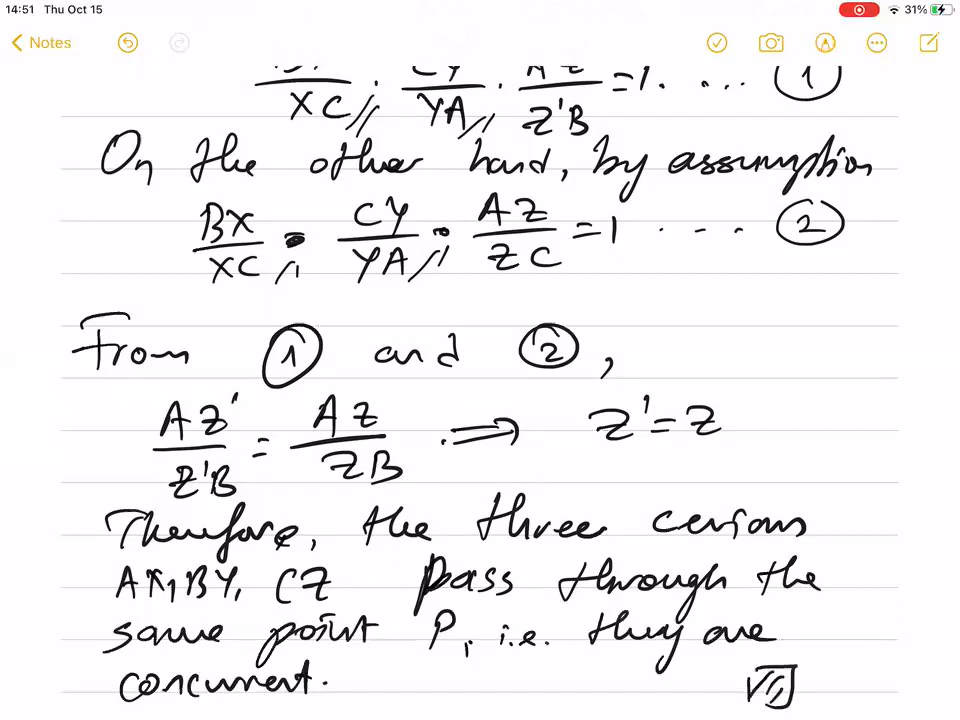 14:51 Thu Oct 15 31%
Notes
XC YA Z'B = 1. ... ①
On the other hand, by assumption
BX/XC · CY/YA · AZ/ZC = 1 .... ②
From ① and ②,
AZ'/Z'B = AZ/ZB ⟹ Z' = Z
Therefore, the three cevians
AX, BY, CZ pass through the
same point P, i.e. they are
concurrent.